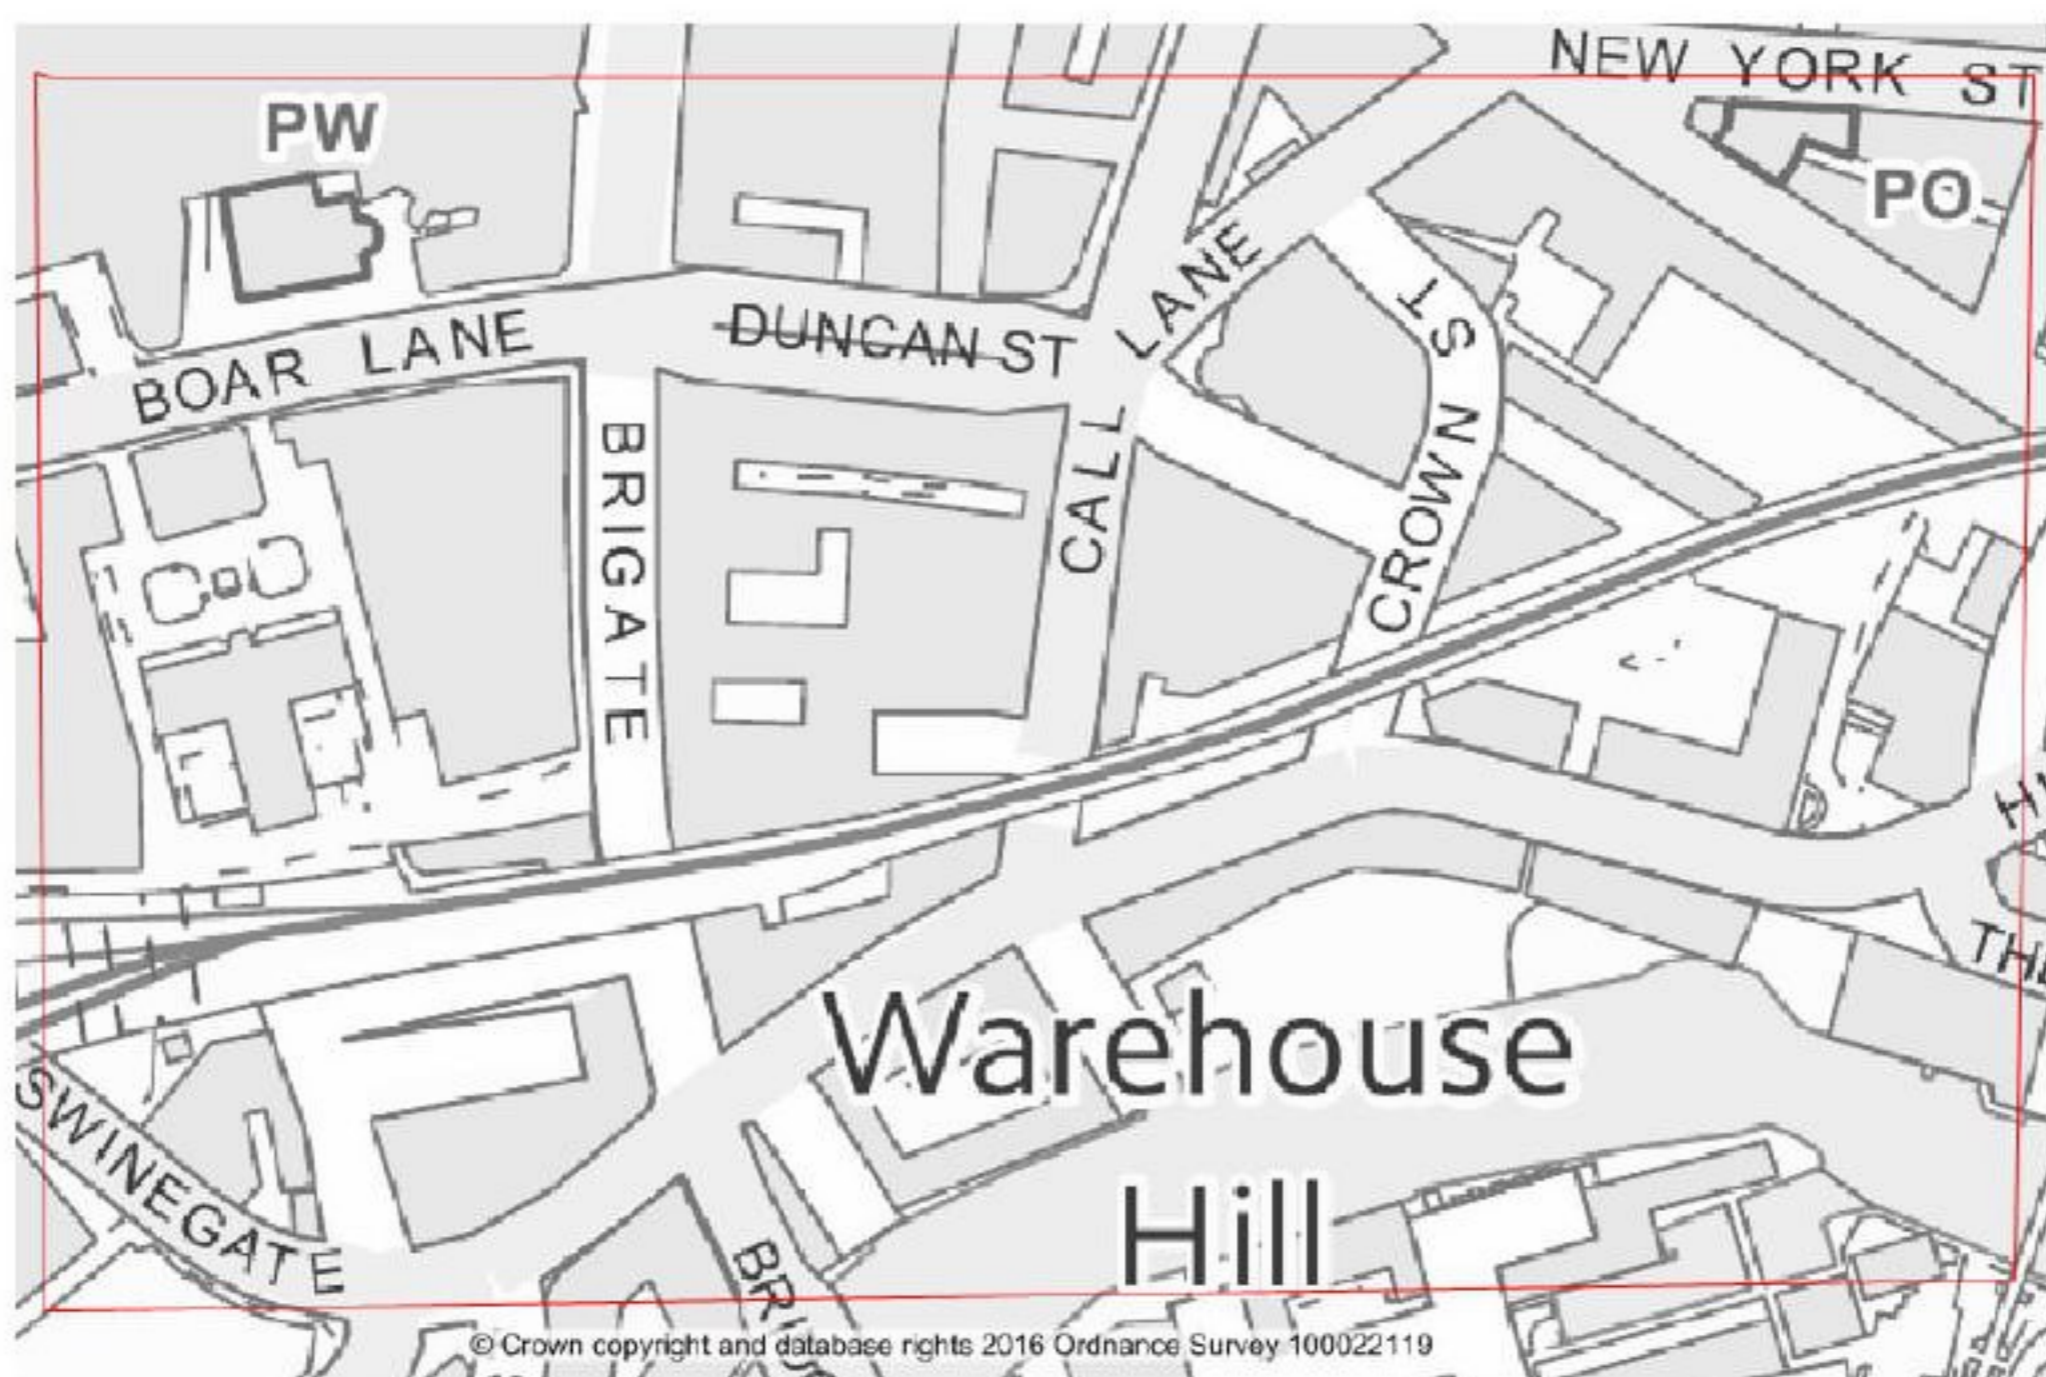 NEW YORK ST
PW
PO
BOAR LANE
DUNCAN ST
CALL LANE
CROWN ST
BRIGATE
Warehouse
Hill
SWINEGATE
© Crown copyright and database rights 2016 Ordnance Survey 100022119